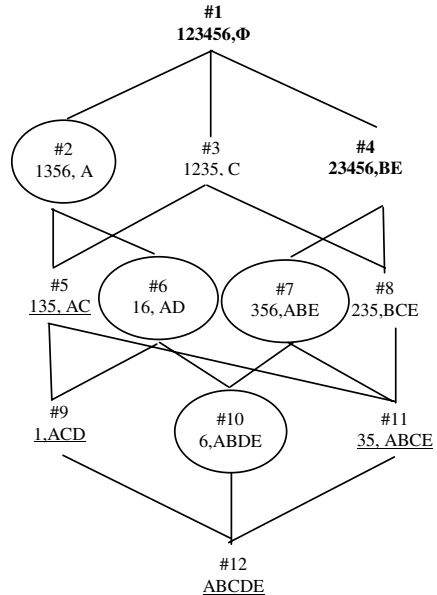 #1
123456,Φ
#2
1356, A
#3
1235, C
#4
23456,BE
#5
135, AC
#6
16, AD
#7
356,ABE
#8
235,BCE
#9
1,ACD
#10
6,ABDE
#11
35, ABCE
#12
ABCDE